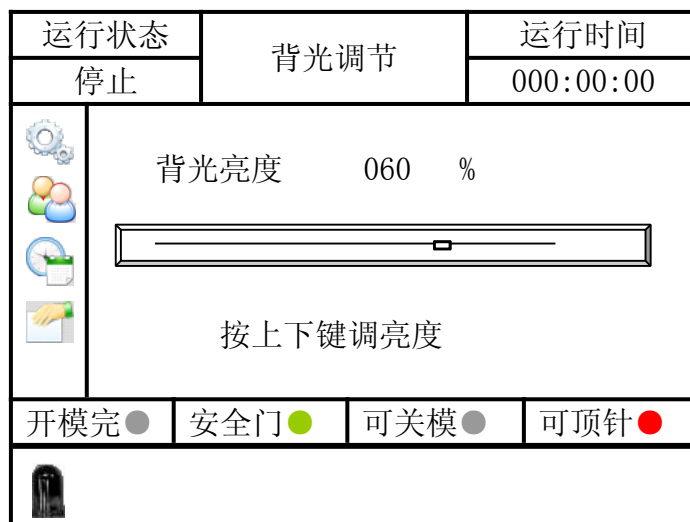 运行状态
背光调节
运行时间
停止
000:00:00
背光亮度 060 %
按上下键调亮度
开模完 安全门 可关模 可顶针